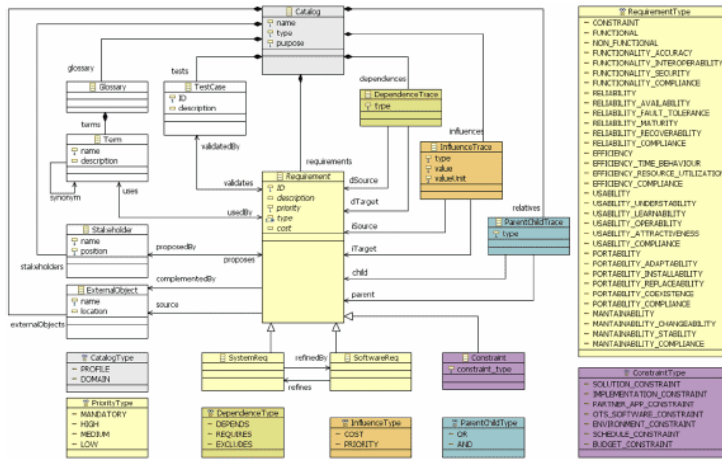 Catalog
name
type
purpose
glossary
tests
dependences
Glossary
TestCase
ID
description
DependenceTrace
type
terms
validatedBy
influences
Term
name
description
requirements
InfluenceTrace
type
value
valueUnit
synonym
uses
validates
usedBy
Requirement
ID
description
priority
type
cost
dSource
dTarget
iSource
iTarget
child
parent
relatives
ParentChildTrace
type
Stakeholder
name
position
proposedBy
proposes
stakeholders
complementedBy
ExternalObject
name
location
source
externalObjects
SystemReq
refinedBy
SoftwareReq
refines
Constraint
constraint_type
CatalogType
PROFILE
DOMAIN
PriorityType
MANDATORY
HIGH
MEDIUM
LOW
DependenceType
DEPENDS
REQUIRES
EXCLUDES
InfluenceType
COST
PRIORITY
ParentChildType
OR
AND
RequirementType
CONSTRAINT
FUNCTIONAL
NON_FUNCTIONAL
FUNCTIONALITY_ACCURACY
FUNCTIONALITY_INTEROPERABILITY
FUNCTIONALITY_SECURITY
FUNCTIONALITY_COMPLIANCE
RELIABILITY
RELIABILITY_AVAILABILITY
RELIABILITY_FAULT_TOLERANCE
RELIABILITY_MATURITY
RELIABILITY_RECOVERABILITY
RELIABILITY_COMPLIANCE
EFFICIENCY
EFFICIENCY_TIME_BEHAVIOUR
EFFICIENCY_RESOURCE_UTILIZATION
EFFICIENCY_COMPLIANCE
USABILITY
USABILITY_UNDERSTABILITY
USABILITY_LEARNABILITY
USABILITY_OPERABILITY
USABILITY_ATTRACTIVENESS
USABILITY_COMPLIANCE
PORTABILITY
PORTABILITY_ADAPTABILITY
PORTABILITY_INSTALLABILITY
PORTABILITY_REPLACEABILITY
PORTABILITY_COEXISTENCE
PORTABILITY_COMPLIANCE
MANTAINABILITY
MANTAINABILITY_CHANGEABILITY
MANTAINABILITY_STABILITY
MANTAINABILITY_COMPLIANCE
ConstraintType
SOLUTION_CONSTRAINT
IMPLEMENTATION_CONSTRAINT
PARTNER_APP_CONSTRAINT
OTS_SOFTWARE_CONSTRAINT
ENVIRONMENT_CONSTRAINT
SCHEDULE_CONSTRAINT
BUDGET_CONSTRAINT